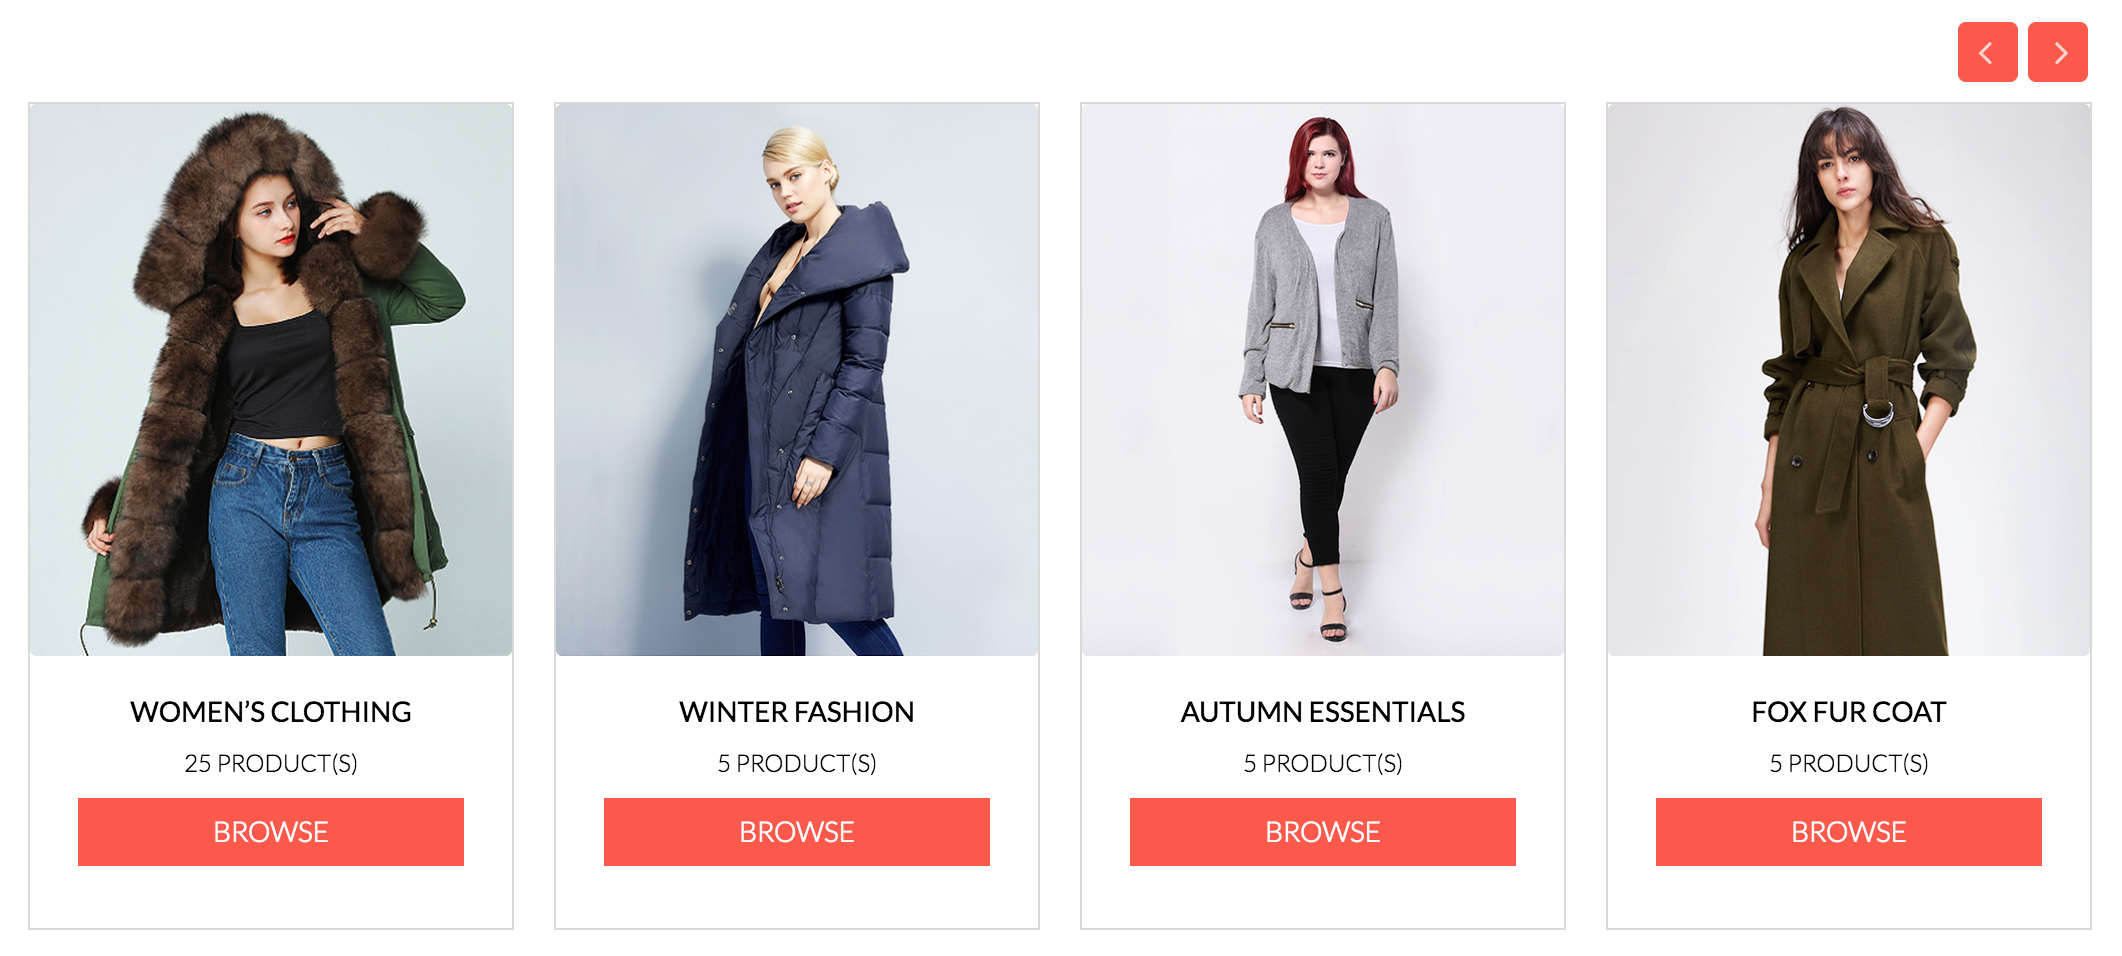 WOMEN’S CLOTHING
25 PRODUCT(S)
BROWSE
WINTER FASHION
5 PRODUCT(S)
BROWSE
AUTUMN ESSENTIALS
5 PRODUCT(S)
BROWSE
FOX FUR COAT
5 PRODUCT(S)
BROWSE